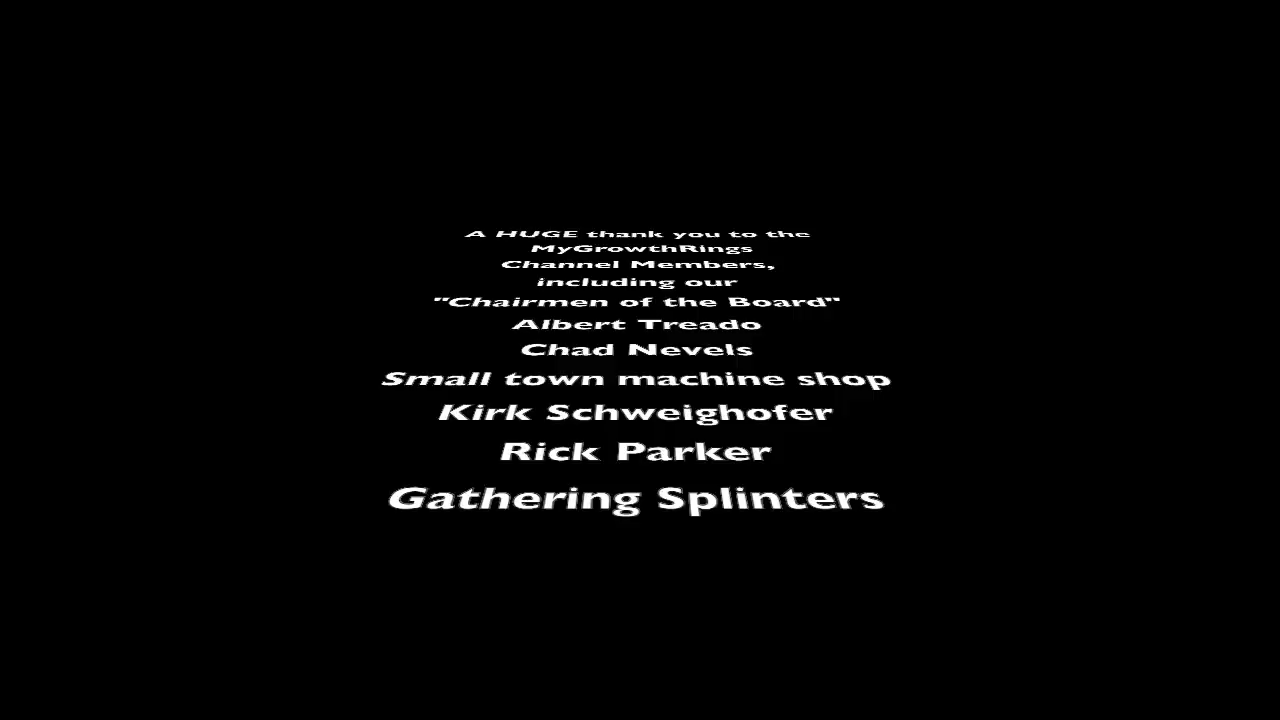 A HUGE thank you to the
MyGrowthRings
Channel Members,
including our
"Chairmen of the Board"
Albert Treado
Chad Nevels
Small town machine shop
Kirk Schweighofer
Rick Parker
Gathering Splinters